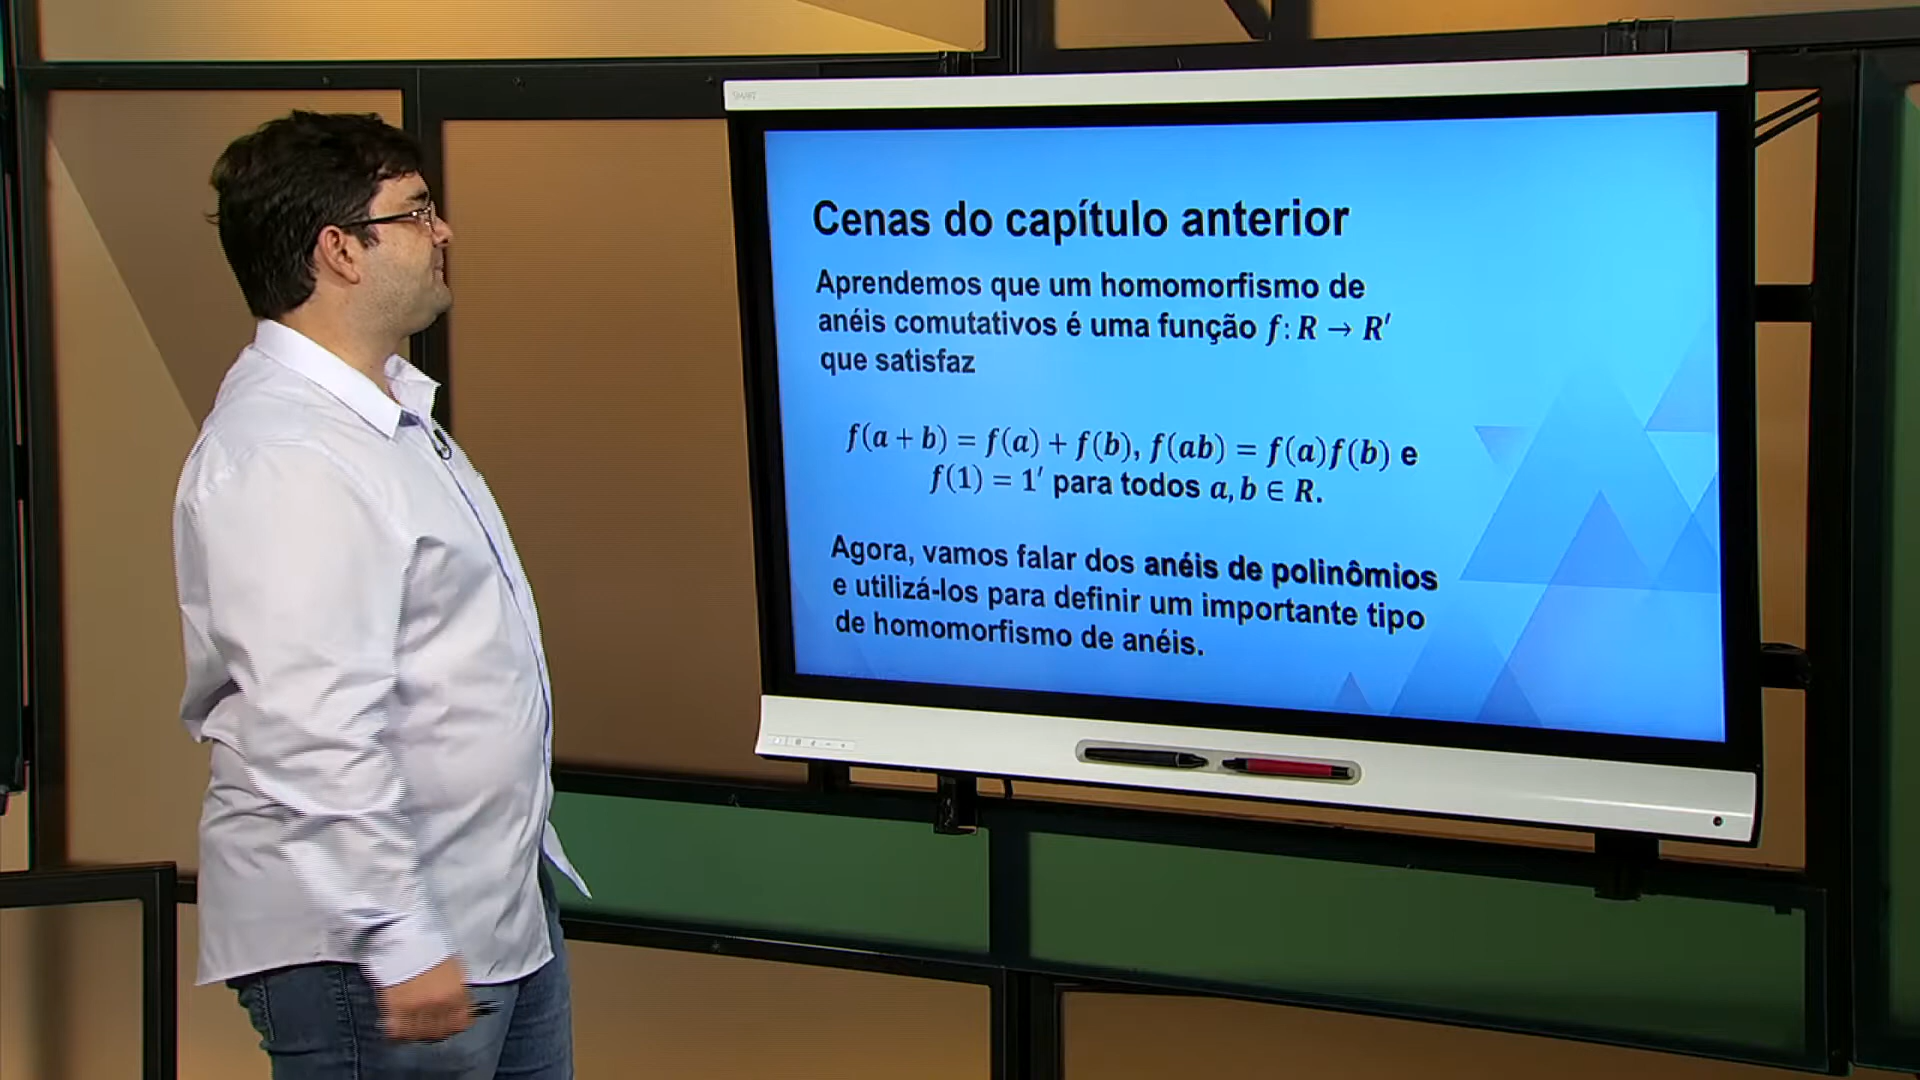 SMART
Cenas do capítulo anterior
Aprendemos que um homomorfismo de
anéis comutativos é uma função f: R → R′
que satisfaz
f(a + b) = f(a) + f(b), f(ab) = f(a)f(b) e
f(1) = 1′ para todos a, b ∈ R.
Agora, vamos falar dos anéis de polinômios
e utilizá-los para definir um importante tipo
de homomorfismo de anéis.